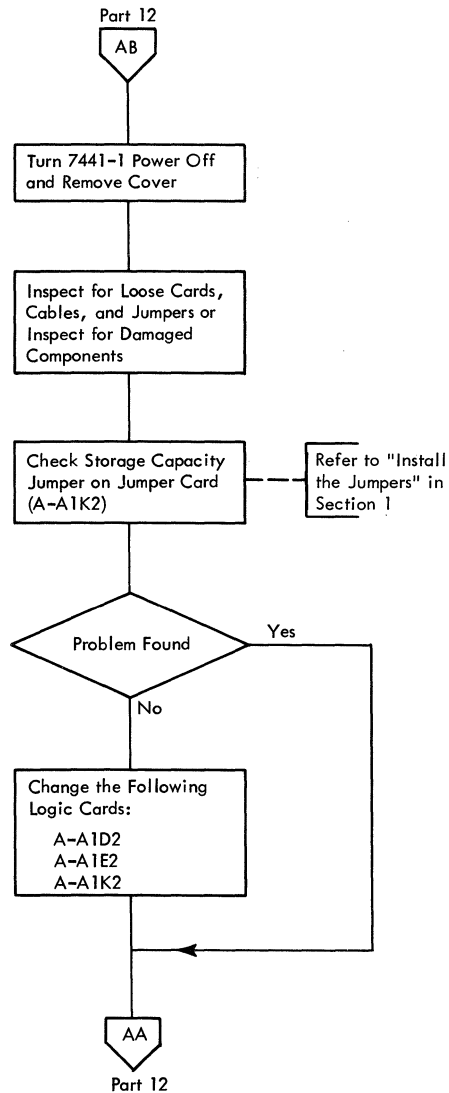 Part 12
AB
Turn 7441-1 Power Off
and Remove Cover
Inspect for Loose Cards,
Cables, and Jumpers or
Inspect for Damaged
Components
Check Storage Capacity
Jumper on Jumper Card
(A-A1K2)
Refer to "Install
the Jumpers" in
Section 1
Problem Found
Yes
No
Change the Following
Logic Cards:
A-A1D2
A-A1E2
A-A1K2
AA
Part 12